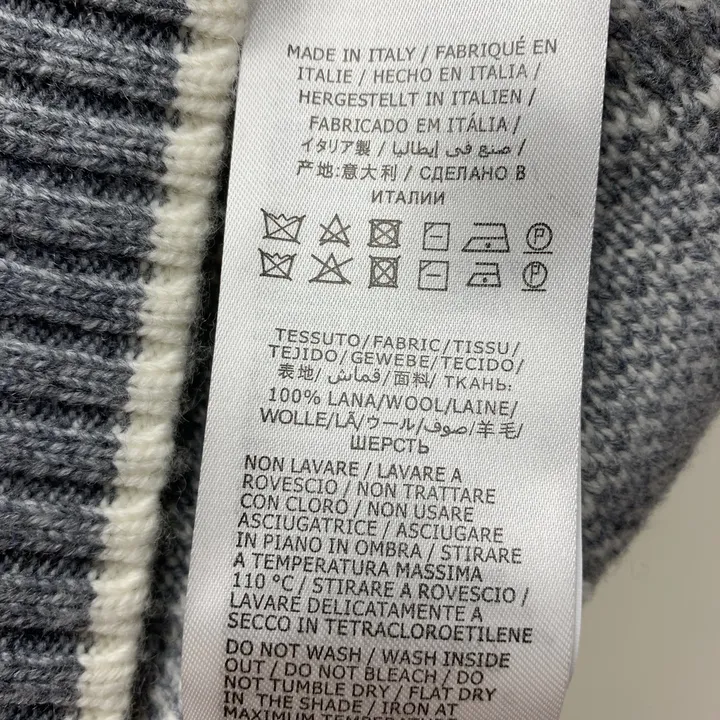 MADE IN ITALY / FABRIQUÉ EN
ITALIE / HECHO EN ITALIA /
HERGESTELLT IN ITALIEN /
FABRICADO EM ITÁLIA /
イタリア製 / صنع في إيطاليا /
产地:意大利 / СДЕЛАНО В
ИТАЛИИ
P
P
TESSUTO/FABRIC/TISSU/
TEJIDO/GEWEBE/TECIDO/
表地/ قماش/ 面料/ ТКАНЬ:
100% LANA/WOOL/LAINE/
WOLLE/LÃ/ウール/صوف/羊毛/
ШЕРСТЬ
NON LAVARE / LAVARE A
ROVESCIO / NON TRATTARE
CON CLORO / NON USARE
ASCIUGATRICE / ASCIUGARE
IN PIANO IN OMBRA / STIRARE
A TEMPERATURA MASSIMA
110 °C / STIRARE A ROVESCIO /
LAVARE DELICATAMENTE A
SECCO IN TETRACLOROETILENE
DO NOT WASH / WASH INSIDE
OUT / DO NOT BLEACH / DO
NOT TUMBLE DRY / FLAT DRY
IN THE SHADE / IRON AT
MAXIMUM TEMPERATURE